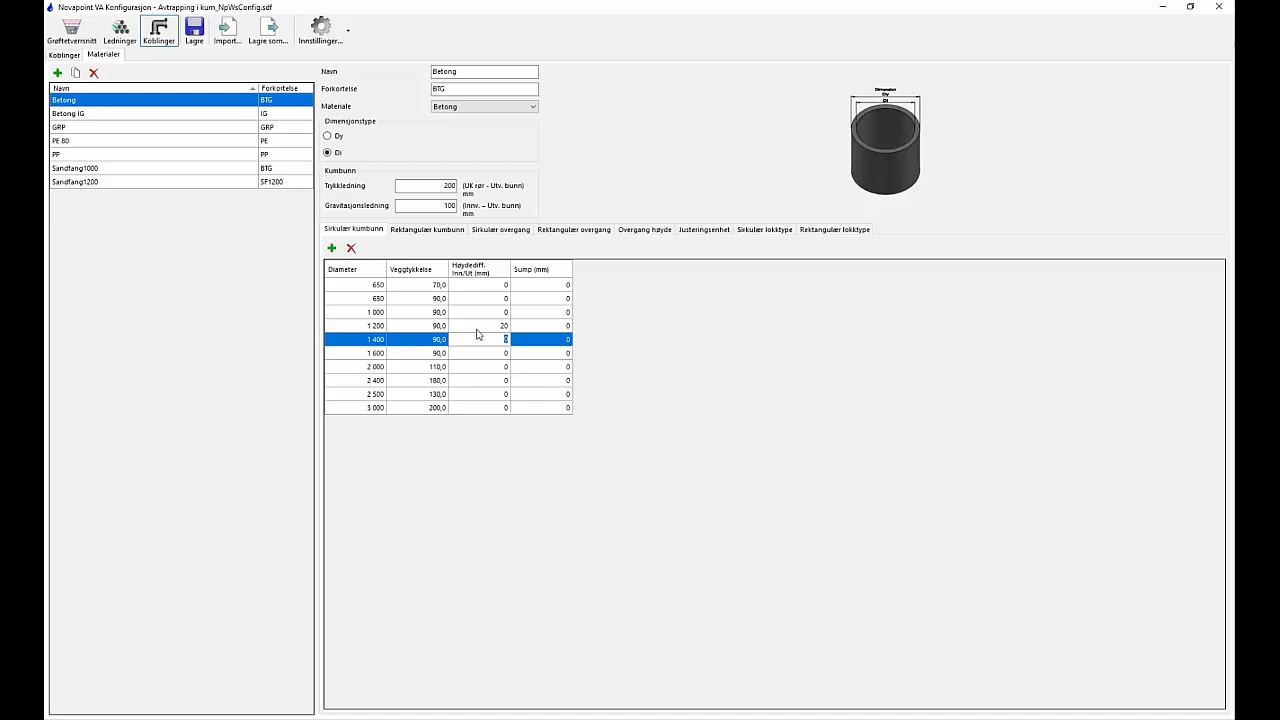 Novapoint VA Konfigurasjon - Avtrapping i kum_NpWsConfig.sdf
Grøftetverrsnitt Ledninger Koblinger Lagre Import... Lagre som... Innstillinger...
Koblinger Materialer
Navn Forkortelse
Betong BTG
Betong IG IG
GRP GRP
PE 80 PE
PP PP
Sandfang1000 BTG
Sandfang1200 SF1200
Navn Betong
Forkortelse BTG
Materiale Betong
Dimensjonstype
Dy
Di
Kumbunn
Trykkledning 200 (UK rør - Utv. bunn)
mm
Gravitasjonsledning 100 (Innv. – Utv. bunn)
mm
Dimension
Dy
Di
Sirkulær kumbunn Rektangulær kumbunn Sirkulær overgang Rektangulær overgang Overgang høyde Justeringsenhet Sirkulær lokktype Rektangulær lokktype
Diameter Veggtykkelse Høydediff. Inn/Ut (mm) Sump (mm)
650 70,0 0 0
650 90,0 0 0
1 000 90,0 0 0
1 200 90,0 20 0
1 400 90,0 0 0
1 600 90,0 0 0
2 000 110,0 0 0
2 400 180,0 0 0
2 500 130,0 0 0
3 000 200,0 0 0